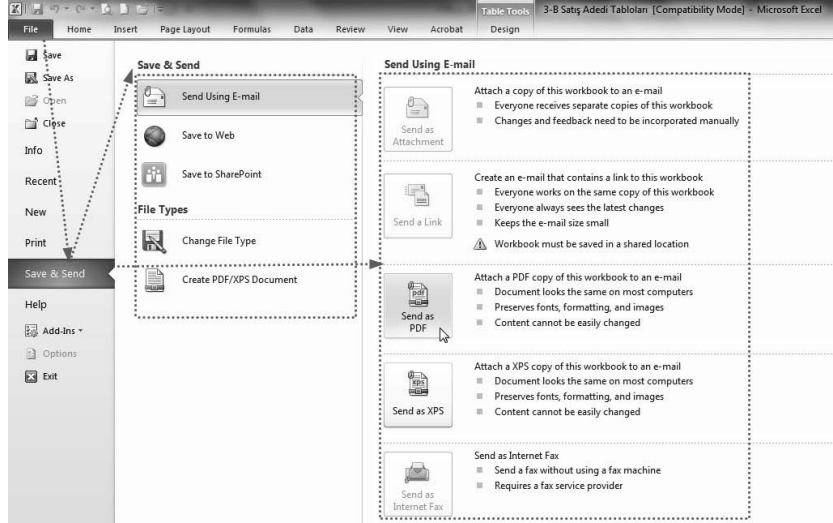 Table Tools
3-B Satış Adedi Tabloları [Compatibility Mode] - Microsoft Excel
File Home Insert Page Layout Formulas Data Review View Acrobat Design
Save
Save As
Open
Close
Info
Recent
New
Print
Save & Send
Help
Add-Ins
Options
Exit
Save & Send
Send Using E-mail
Save to Web
Save to SharePoint
File Types
Change File Type
Create PDF/XPS Document
Send Using E-mail
Send as
Attachment
Attach a copy of this workbook to an e-mail
Everyone receives separate copies of this workbook
Changes and feedback need to be incorporated manually
Send a Link
Create an e-mail that contains a link to this workbook
Everyone works on the same copy of this workbook
Everyone always sees the latest changes
Keeps the e-mail size small
Workbook must be saved in a shared location
pdf
Send as
PDF
Attach a PDF copy of this workbook to an e-mail
Document looks the same on most computers
Preserves fonts, formatting, and images
Content cannot be easily changed
XPS
Send as XPS
Attach a XPS copy of this workbook to an e-mail
Document looks the same on most computers
Preserves fonts, formatting, and images
Content cannot be easily changed
Send as
Internet Fax
Send as Internet Fax
Send a fax without using a fax machine
Requires a fax service provider